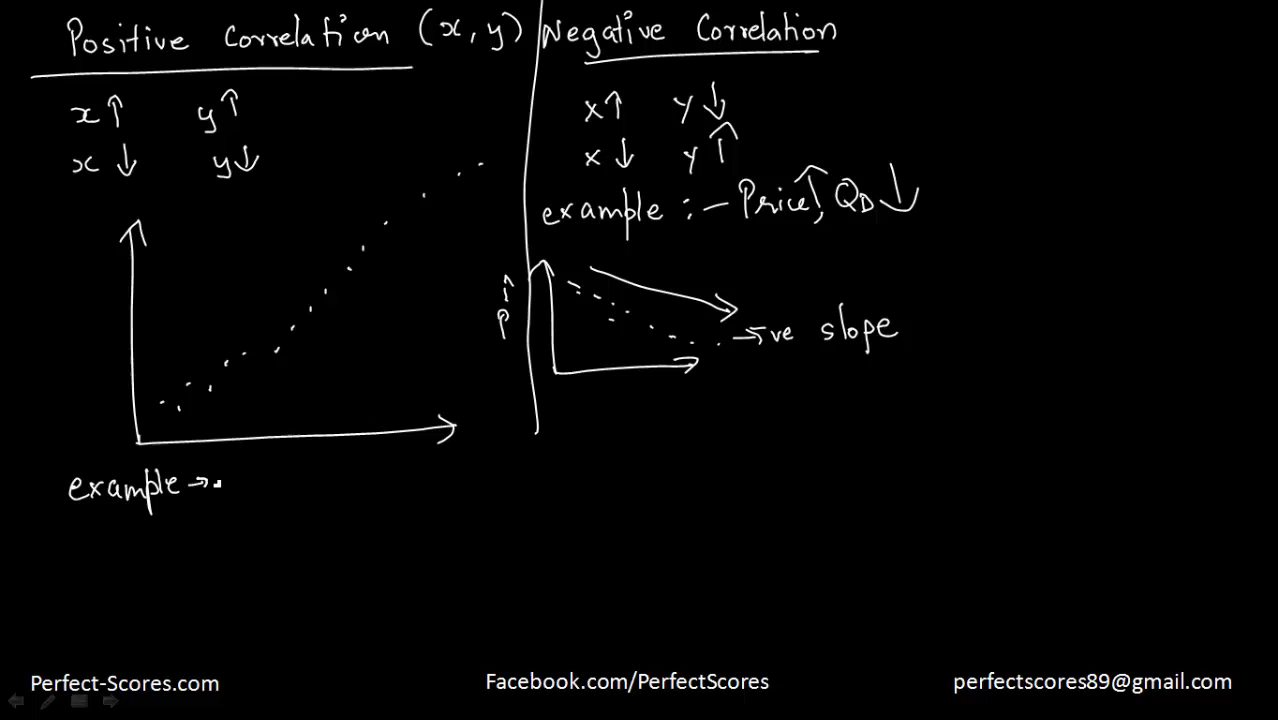 Positive Correlation (x, y)
x↑ y↑
x↓ y↓
example →
Negative Correlation
x↑ y↓
x↓ y↑
example :- Price↑, QD↓
P↑
-ve slope
Perfect-Scores.com
Facebook.com/PerfectScores
perfectscores89@gmail.com